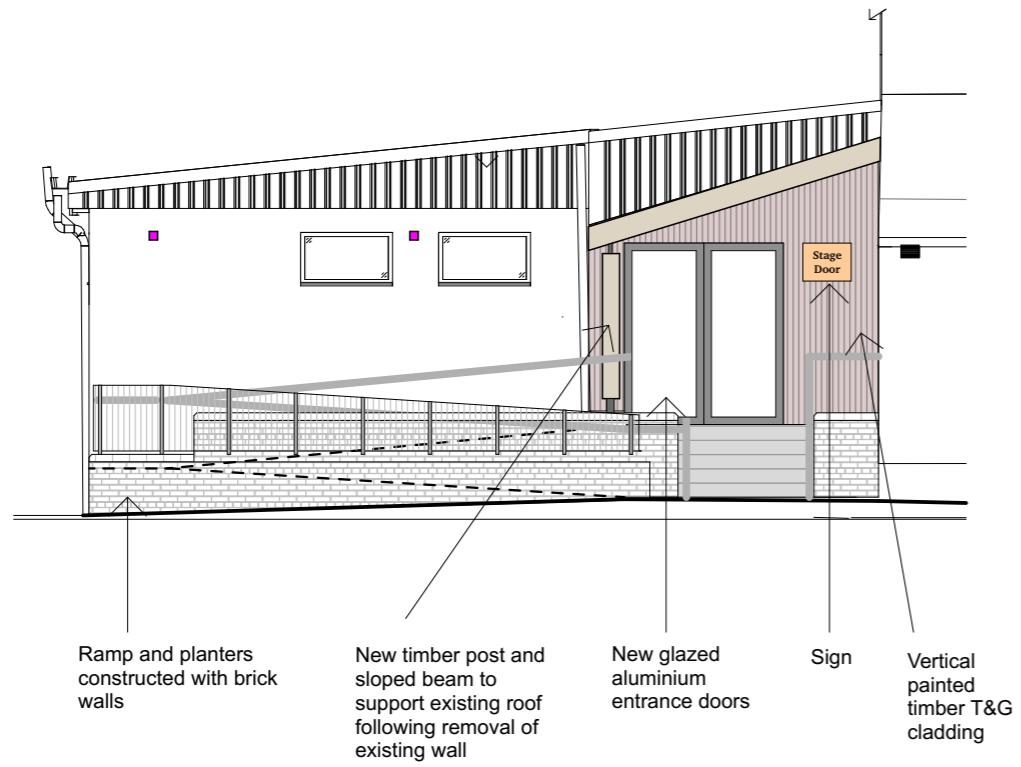 Stage
Door
Ramp and planters
constructed with brick
walls
New timber post and
sloped beam to
support existing roof
following removal of
existing wall
New glazed
aluminium
entrance doors
Sign
Vertical
painted
timber T&G
cladding